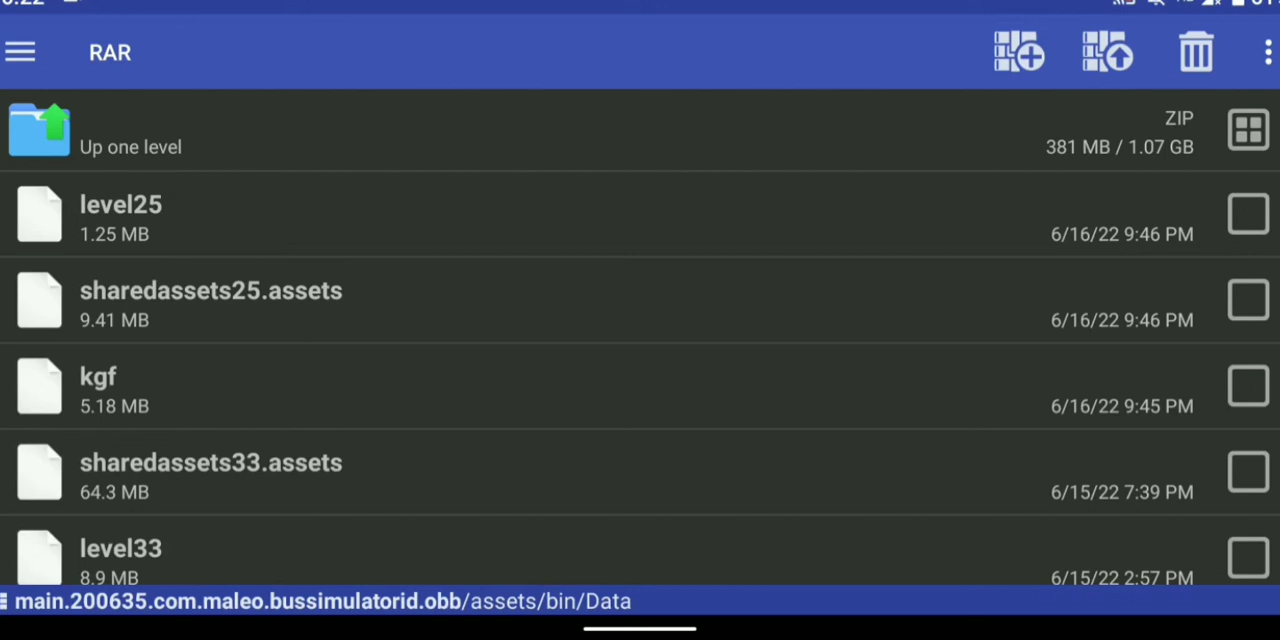 RAR
ZIP
Up one level
381 MB / 1.07 GB
level25
1.25 MB
6/16/22 9:46 PM
sharedassets25.assets
9.41 MB
6/16/22 9:46 PM
kgf
5.18 MB
6/16/22 9:45 PM
sharedassets33.assets
64.3 MB
6/15/22 7:39 PM
level33
8.9 MB
6/15/22 2:57 PM
main.200635.com.maleo.bussimulatorid.obb/assets/bin/Data